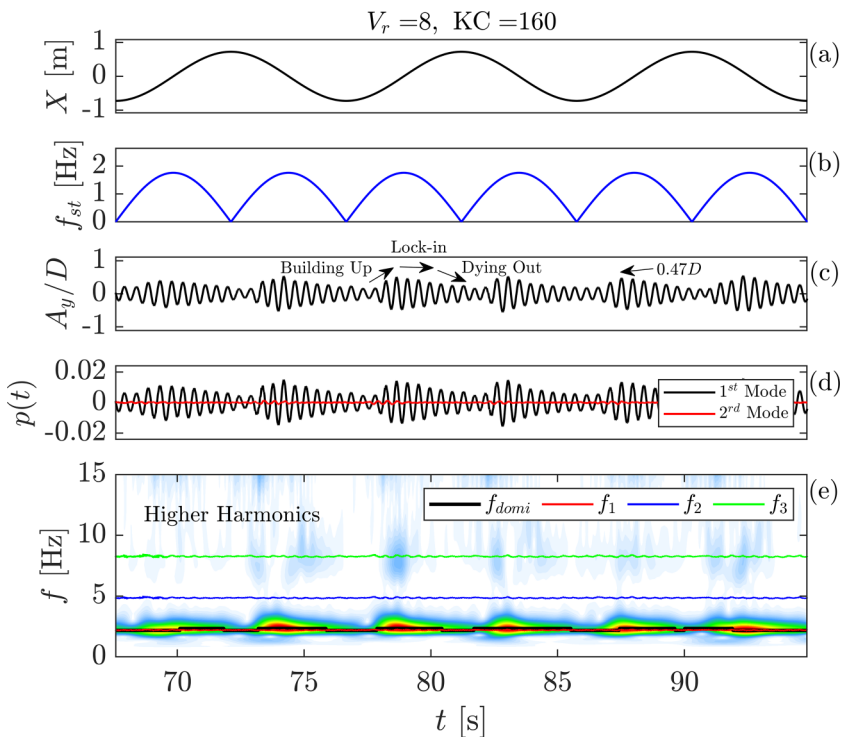 V_r =8, KC =160
(a)
X [m]
1
0
-1
(b)
f_st [Hz]
2
1
0
(c)
A_y/D
1
0
-1
Lock-in
Building Up
Dying Out
0.47D
(d)
p(t)
0.02
0
-0.02
1^st Mode
2^rd Mode
(e)
f [Hz]
15
10
5
0
Higher Harmonics
f_domi f_1 f_2 f_3
70 75 80 85 90
t [s]